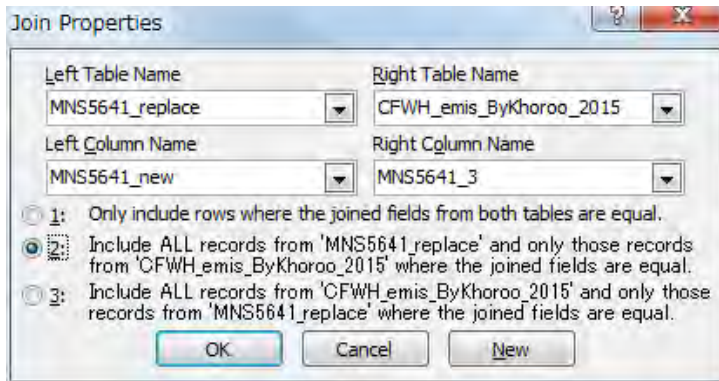 Join Properties
Left Table Name Right Table Name
MNS5641_replace CFWH_emis_ByKhoroo_2015
Left Column Name Right Column Name
MNS5641_new MNS5641_3
1: Only include rows where the joined fields from both tables are equal.
2: Include ALL records from 'MNS5641_replace' and only those records
from 'CFWH_emis_ByKhoroo_2015' where the joined fields are equal.
3: Include ALL records from 'CFWH_emis_ByKhoroo_2015' and only those
records from 'MNS5641_replace' where the joined fields are equal.
OK Cancel New